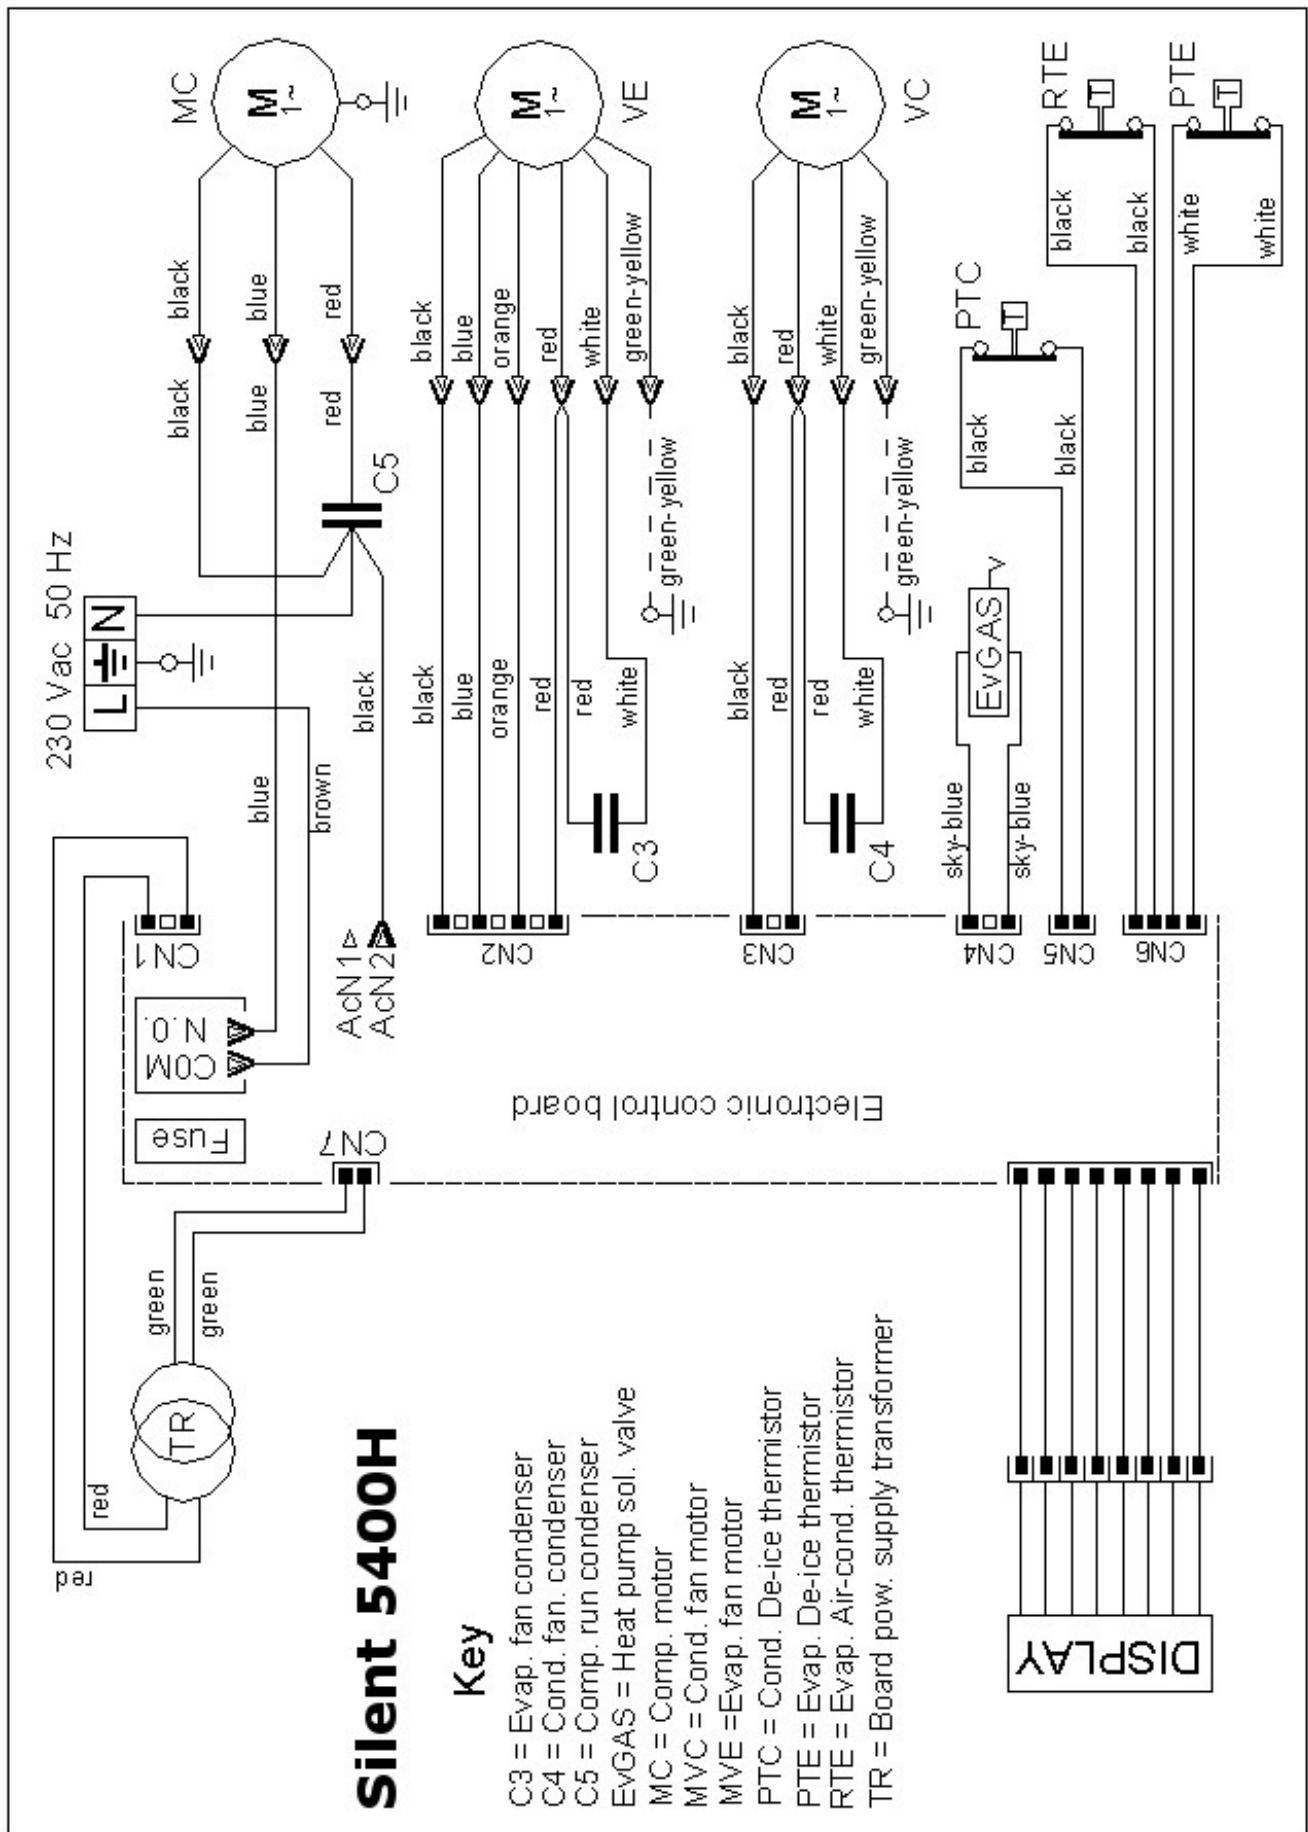 Silent 5400H
Key
C3 = Evap. fan condenser
C4 = Cond. fan. condenser
C5 = Comp. run condenser
EvGAS = Heat pump sol. valve
MC = Comp. motor
MVC = Cond. fan motor
MVE =Evap. fan motor
PTC = Cond. De-ice thermistor
PTE = Evap. De-ice thermistor
RTE = Evap. Air-cond. thermistor
TR = Board pow. supply transformer
red
red
TR
green
green
Fuse
CN7
COM
N.O.
CN1
230 Vac 50 Hz
L
N
blue
brown
AcN1
AcN2
black
C5
black
blue
red
black
blue
red
MC
M
1~
Electronic control board
CN2
black
blue
orange
red
red
white
C3
green-yellow
black
blue
orange
red
white
green-yellow
VE
M
1~
CN3
black
red
red
white
C4
green-yellow
black
red
white
green-yellow
VC
M
1~
CN4
sky-blue
sky-blue
EvGAS
CN5
black
black
PTC
T
CN6
black
black
white
white
RTE
T
PTE
T
DISPLAY